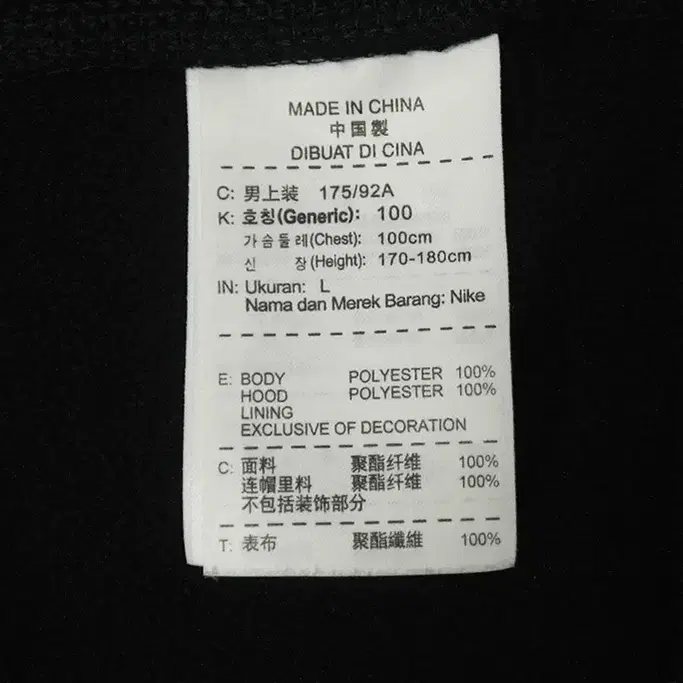 MADE IN CHINA
中国製
DIBUAT DI CINA
C: 男上装 175/92A
K: 호칭(Generic): 100
가슴둘레(Chest): 100cm
신 장(Height): 170-180cm
IN: Ukuran: L
Nama dan Merek Barang: Nike
E: BODY POLYESTER 100%
HOOD POLYESTER 100%
LINING
EXCLUSIVE OF DECORATION
C: 面料 聚酯纤维 100%
连帽里料 聚酯纤维 100%
不包括装饰部分
T: 表布 聚酯纖維 100%